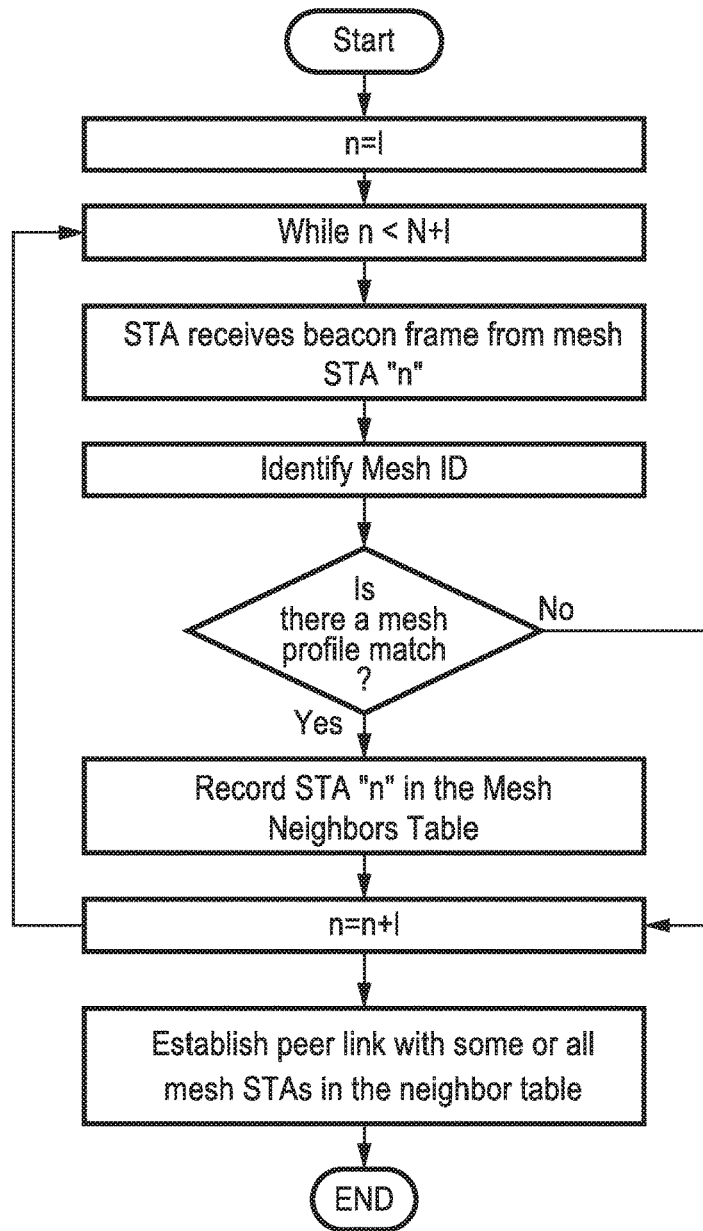 Start
n=I
While n < N+I
STA receives beacon frame from mesh
STA "n"
Identify Mesh ID
Is
there a mesh
profile match
?
No
Yes
Record STA "n" in the Mesh
Neighbors Table
n=n+I
Establish peer link with some or all
mesh STAs in the neighbor table
END